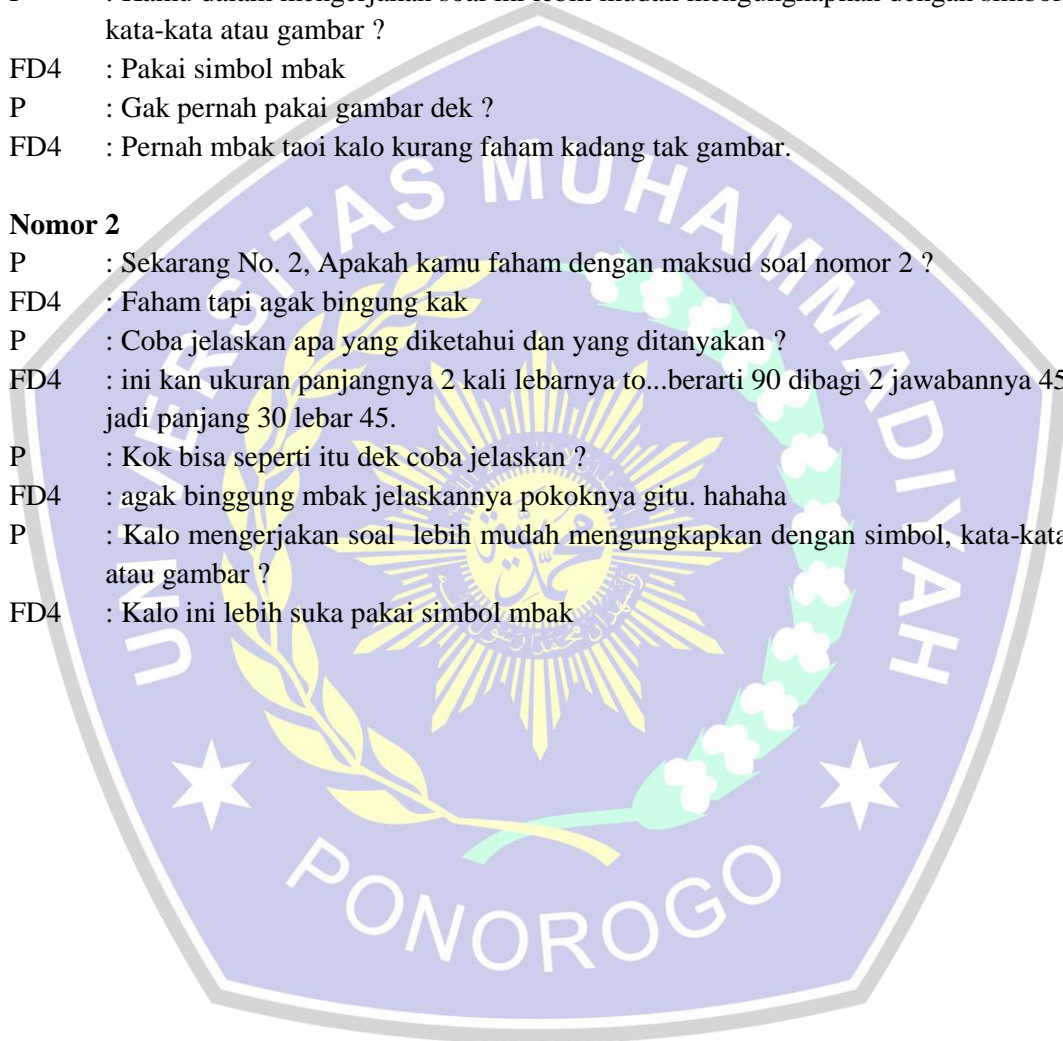 kata-kata atau gambar ?
FD4 : Pakai simbol mbak
P : Gak pernah pakai gambar dek ?
FD4 : Pernah mbak taoi kalo kurang faham kadang tak gambar.
Nomor 2
P : Sekarang No. 2, Apakah kamu faham dengan maksud soal nomor 2 ?
FD4 : Faham tapi agak bingung kak
P : Coba jelaskan apa yang diketahui dan yang ditanyakan ?
FD4 : ini kan ukuran panjangnya 2 kali lebarnya to...berarti 90 dibagi 2 jawabannya 45
jadi panjang 30 lebar 45.
P : Kok bisa seperti itu dek coba jelaskan ?
FD4 : agak binggung mbak jelaskannya pokoknya gitu. hahaha
P : Kalo mengerjakan soal lebih mudah mengungkapkan dengan simbol, kata-kata
atau gambar ?
FD4 : Kalo ini lebih suka pakai simbol mbak
UNIVERSITAS MUHAMMADIYAH
PONOROGO